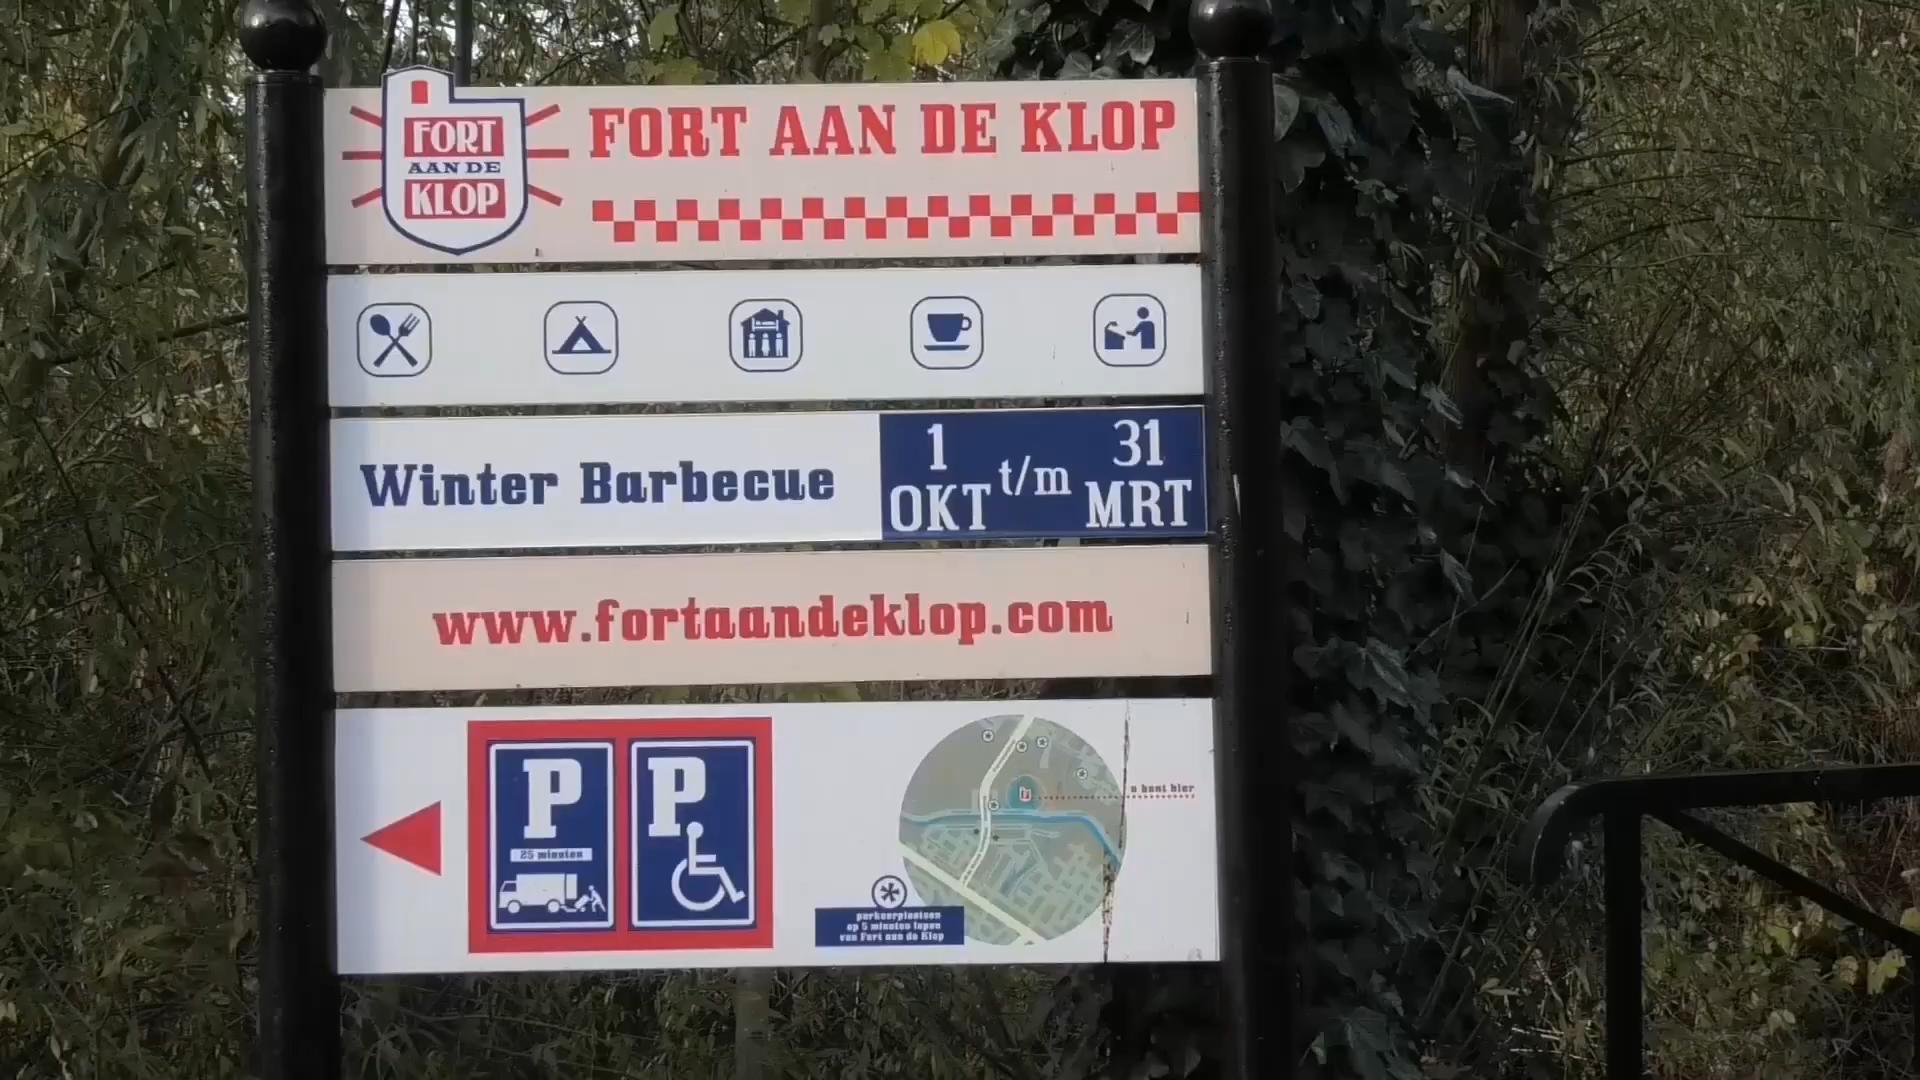 FORT
AAN DE
KLOP
FORT AAN DE KLOP
Winter Barbecue
1 OKT t/m 31 MRT
www.fortaandeklop.com
P
25 minuten
P
u bent hier
parkeerplaatsen
op 5 minuten lopen
van Fort aan de Klop